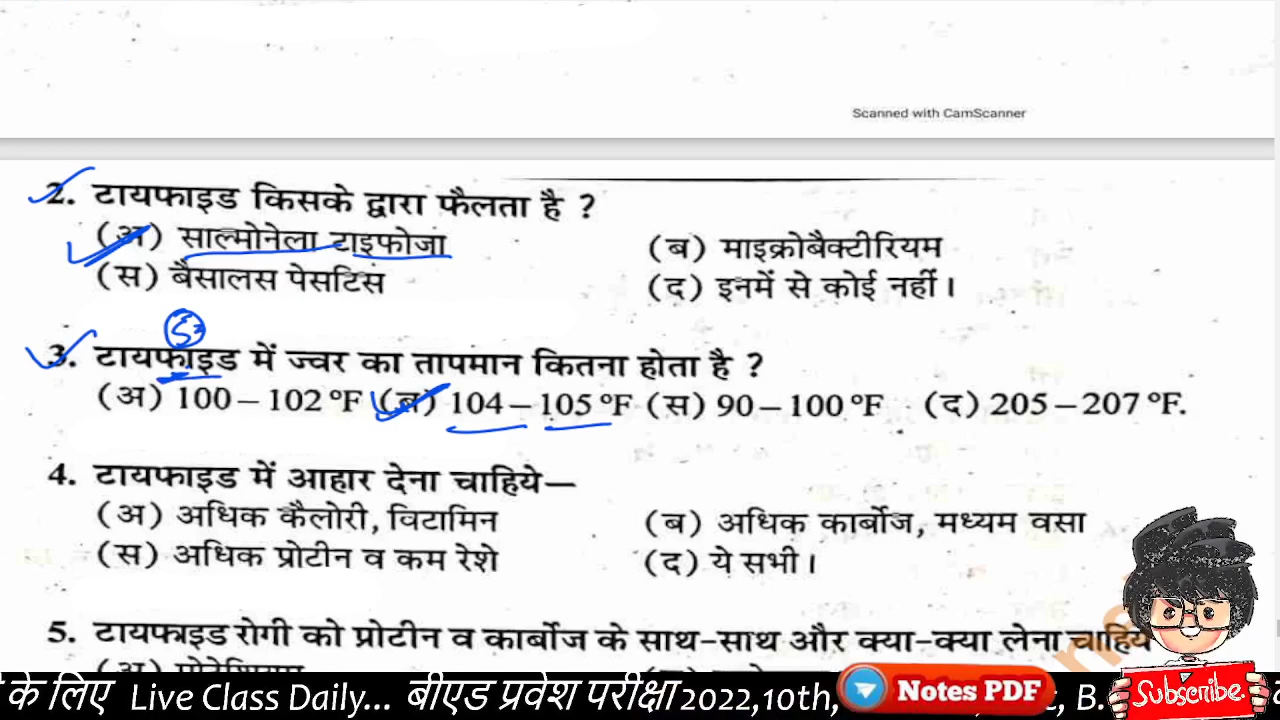 Scanned with CamScanner
2. टायफाइड किसके द्वारा फैलता है ?
(अ) साल्मोनेला टाइफोजा (ब) माइक्रोबैक्टीरियम
(स) बैसालस पेसटिस (द) इनमें से कोई नहीं।
3. टायफाइड में ज्वर का तापमान कितना होता है ?
(अ) 100 – 102 °F (ब) 104 – 105 °F (स) 90 – 100 °F (द) 205 – 207 °F.
4. टायफाइड में आहार देना चाहिये—
(अ) अधिक कैलोरी, विटामिन (ब) अधिक कार्बोज, मध्यम वसा
(स) अधिक प्रोटीन व कम रेशे (द) ये सभी।
5. टायफाइड रोगी को प्रोटीन व कार्बोज के साथ-साथ और क्या-क्या लेना चाहिये
के लिए Live Class Daily... बीएड प्रवेश परीक्षा 2022,10th, Notes PDF B. Subscribe